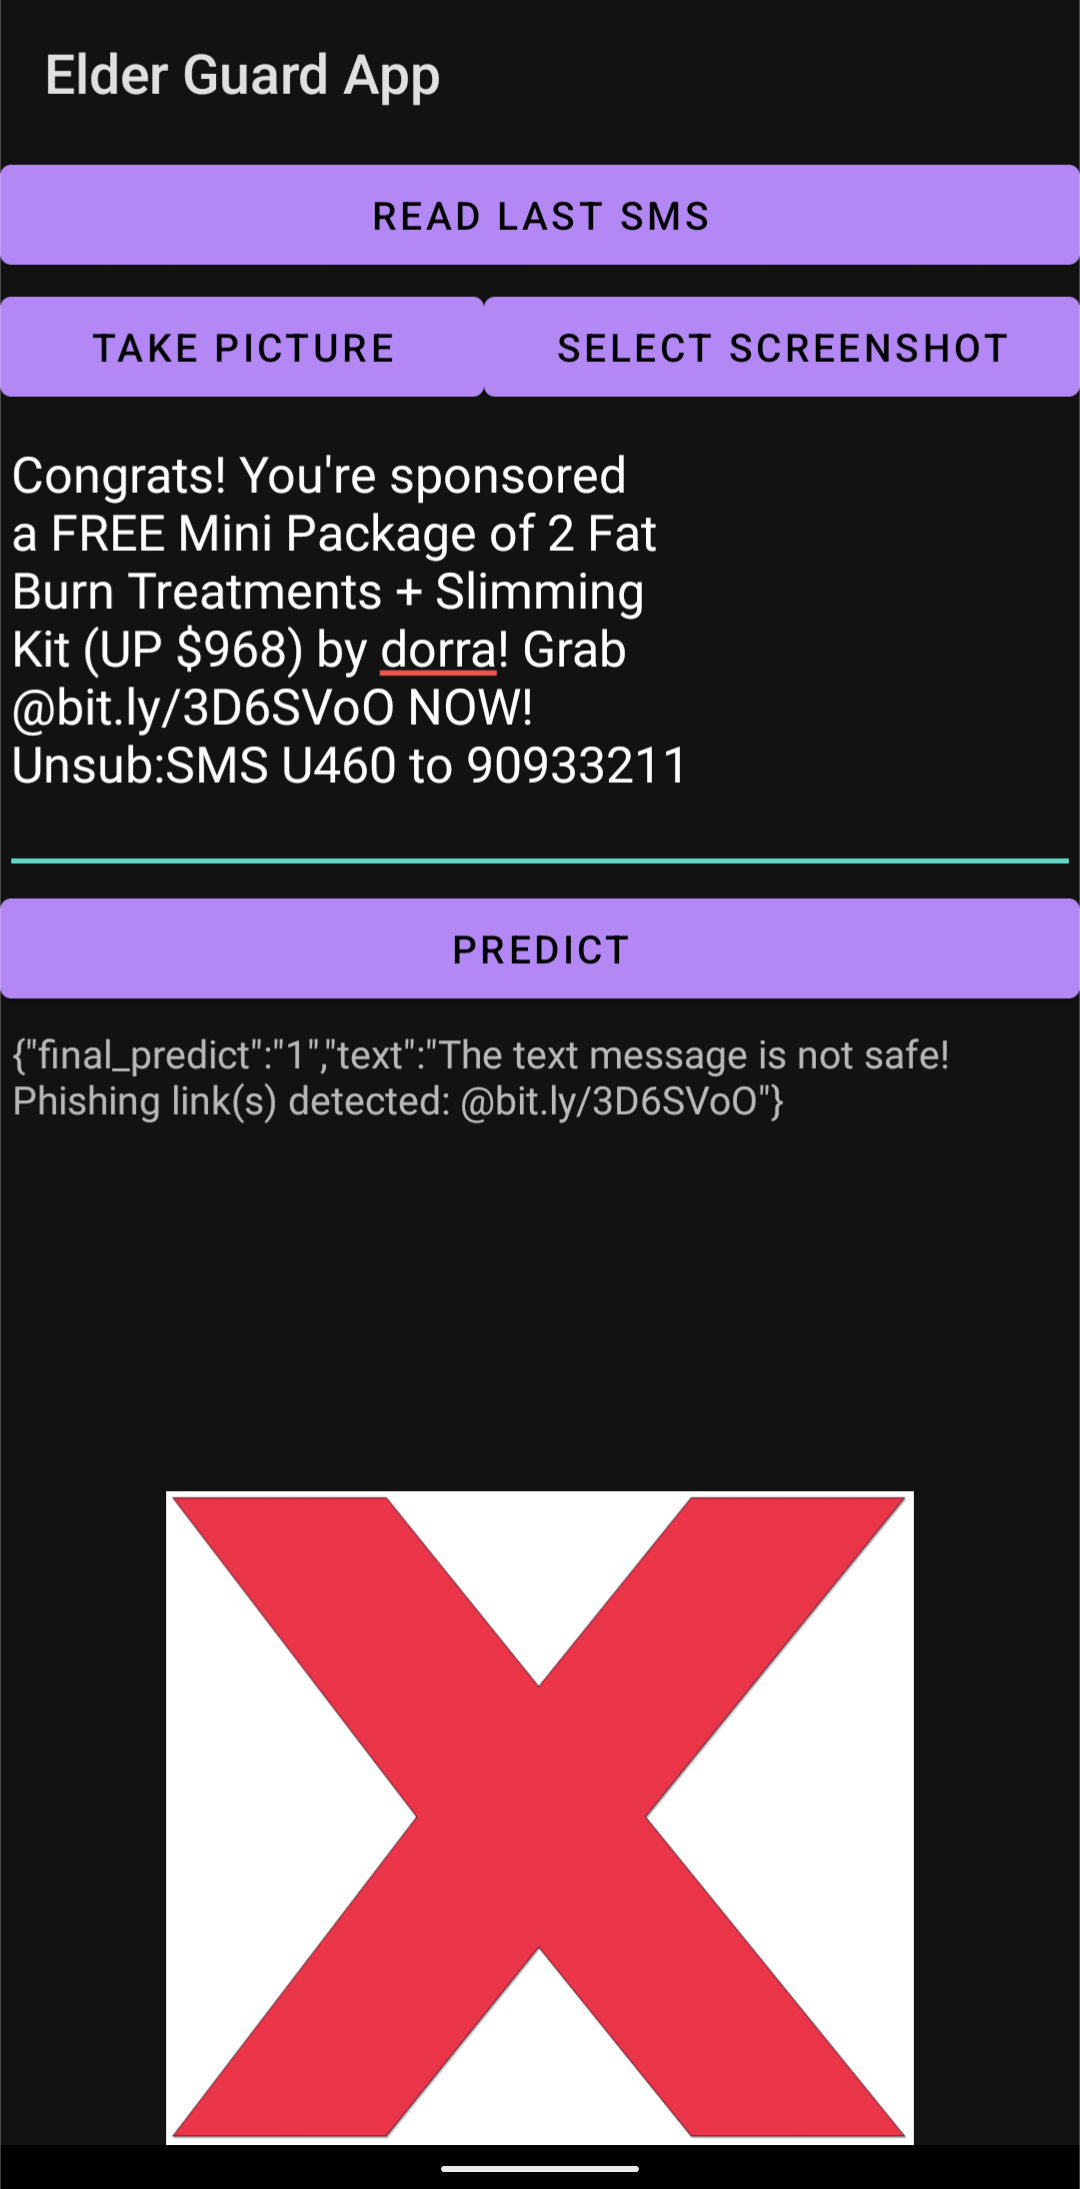 Elder Guard App
READ LAST SMS
TAKE PICTURE
SELECT SCREENSHOT
Congrats! You're sponsored
a FREE Mini Package of 2 Fat
Burn Treatments + Slimming
Kit (UP $968) by dorra! Grab
@bit.ly/3D6SVoO NOW!
Unsub:SMS U460 to 90933211
PREDICT
{"final_predict":"1","text":"The text message is not safe!
Phishing link(s) detected: @bit.ly/3D6SVoO"}